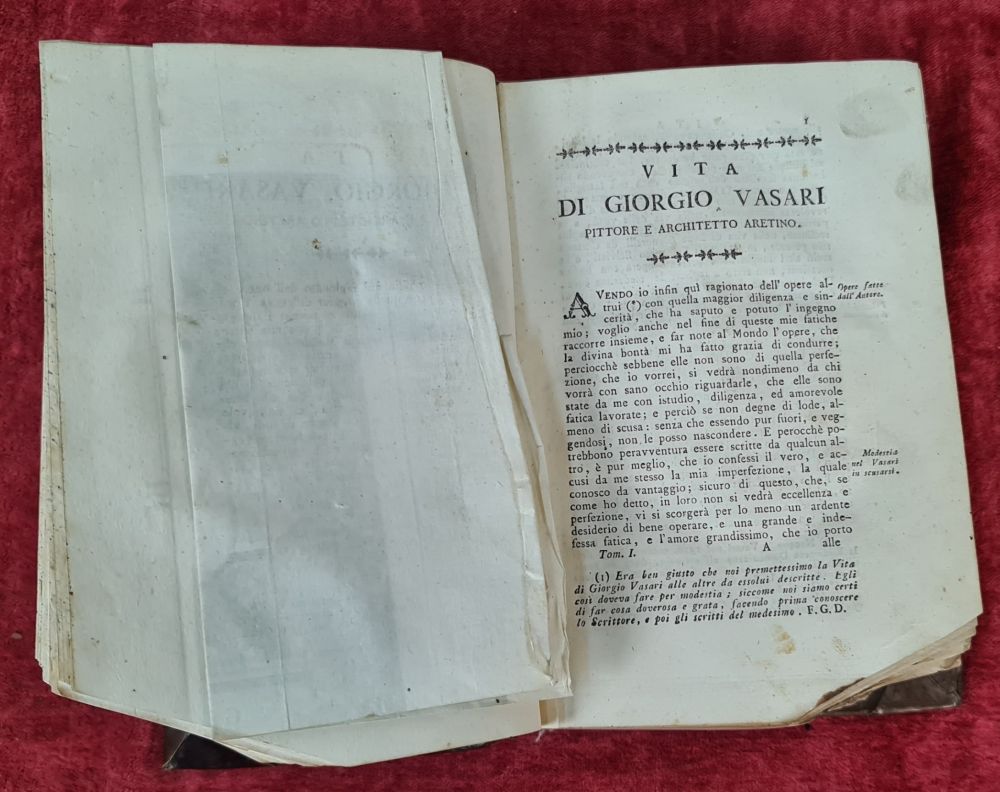 I
VITA
DI GIORGIO VASARI
PITTORE E ARCHITETTO ARETINO.
AVENDO io infin quì ragionato dell' opere al-
trui (1) con quella maggior diligenza e sin-
cerità, che ha saputo e potuto l'ingegno
mio; voglio anche nel fine di queste mie fatiche
raccorre insieme, e far note al Mondo l'opere, che
la divina bontà mi ha fatto grazia di condurre;
perciocchè sebbene elle non sono di quella perfe-
zione, che io vorrei, si vedrà nondimeno da chi
vorrà con sano occhio riguardarle, che elle sono
state da me con istudio, diligenza, ed amorevole
fatica lavorate; e perciò se non degne di lode, al-
meno di scusa: senza che essendo pur fuori, e veg-
gendosi, non le posso nascondere. E perocchè po-
trebbono peravventura essere scritte da qualcun al-
tro, è pur meglio, che io confessi il vero, e ac-
cusi da me stesso la mia imperfezione, la quale
conosco da vantaggio; sicuro di questo, che, se
come ho detto, in loro non si vedrà eccellenza e
perfezione, vi si scorgerà per lo meno un ardente
desiderio di bene operare, e una grande e inde-
fessa fatica, e l'amore grandissimo, che io porto
Tom. I. A alle
Opere fatte
dall' Autore.
Modestia
nel Vasari
in scusarsi.
(1) Era ben giusto che noi premettessimo la Vita
di Giorgio Vasari alle altre da essolui descritte. Egli
così doveva fare per modestia; siccome noi siamo certi
di far cosa doverosa e grata, facendo prima conoscere
lo Scrittore, e poi gli scritti del medesimo. F.G.D.